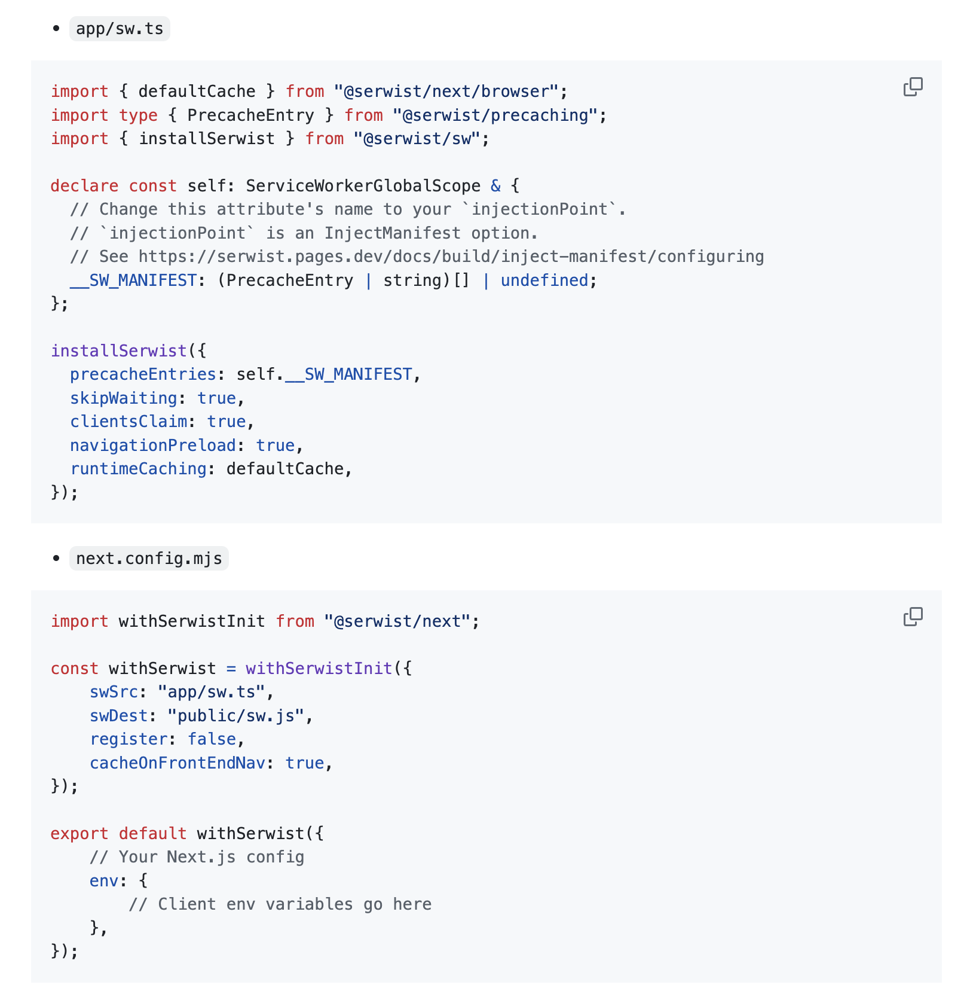 • app/sw.ts
import { defaultCache } from "@serwist/next/browser";
import type { PrecacheEntry } from "@serwist/precaching";
import { installSerwist } from "@serwist/sw";

declare const self: ServiceWorkerGlobalScope & {
  // Change this attribute's name to your `injectionPoint`.
  // `injectionPoint` is an InjectManifest option.
  // See https://serwist.pages.dev/docs/build/inject-manifest/configuring
  __SW_MANIFEST: (PrecacheEntry | string)[] | undefined;
};

installSerwist({
  precacheEntries: self.__SW_MANIFEST,
  skipWaiting: true,
  clientsClaim: true,
  navigationPreload: true,
  runtimeCaching: defaultCache,
});
• next.config.mjs
import withSerwistInit from "@serwist/next";

const withSerwist = withSerwistInit({
    swSrc: "app/sw.ts",
    swDest: "public/sw.js",
    register: false,
    cacheOnFrontEndNav: true,
});

export default withSerwist({
    // Your Next.js config
    env: {
        // Client env variables go here
    },
});